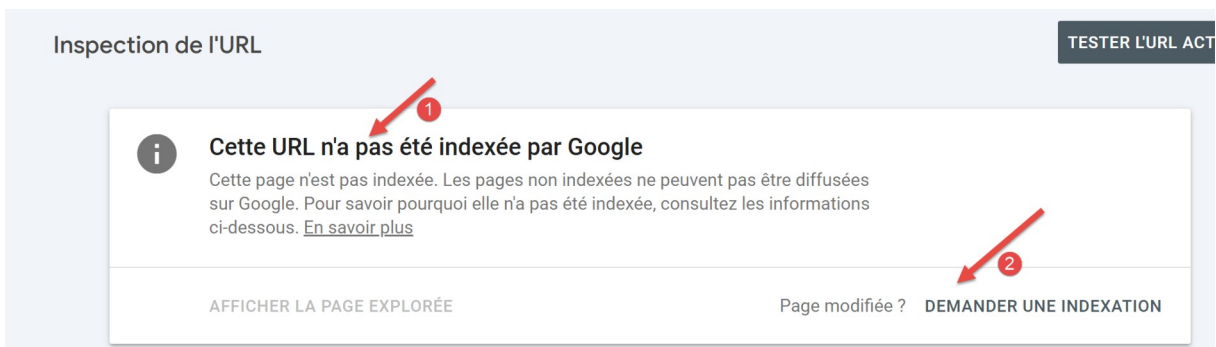 Inspection de l'URL
TESTER L'URL ACT
1
Cette URL n'a pas été indexée par Google
Cette page n'est pas indexée. Les pages non indexées ne peuvent pas être diffusées
sur Google. Pour savoir pourquoi elle n'a pas été indexée, consultez les informations
ci-dessous. En savoir plus
2
AFFICHER LA PAGE EXPLORÉE
Page modifiée ? DEMANDER UNE INDEXATION